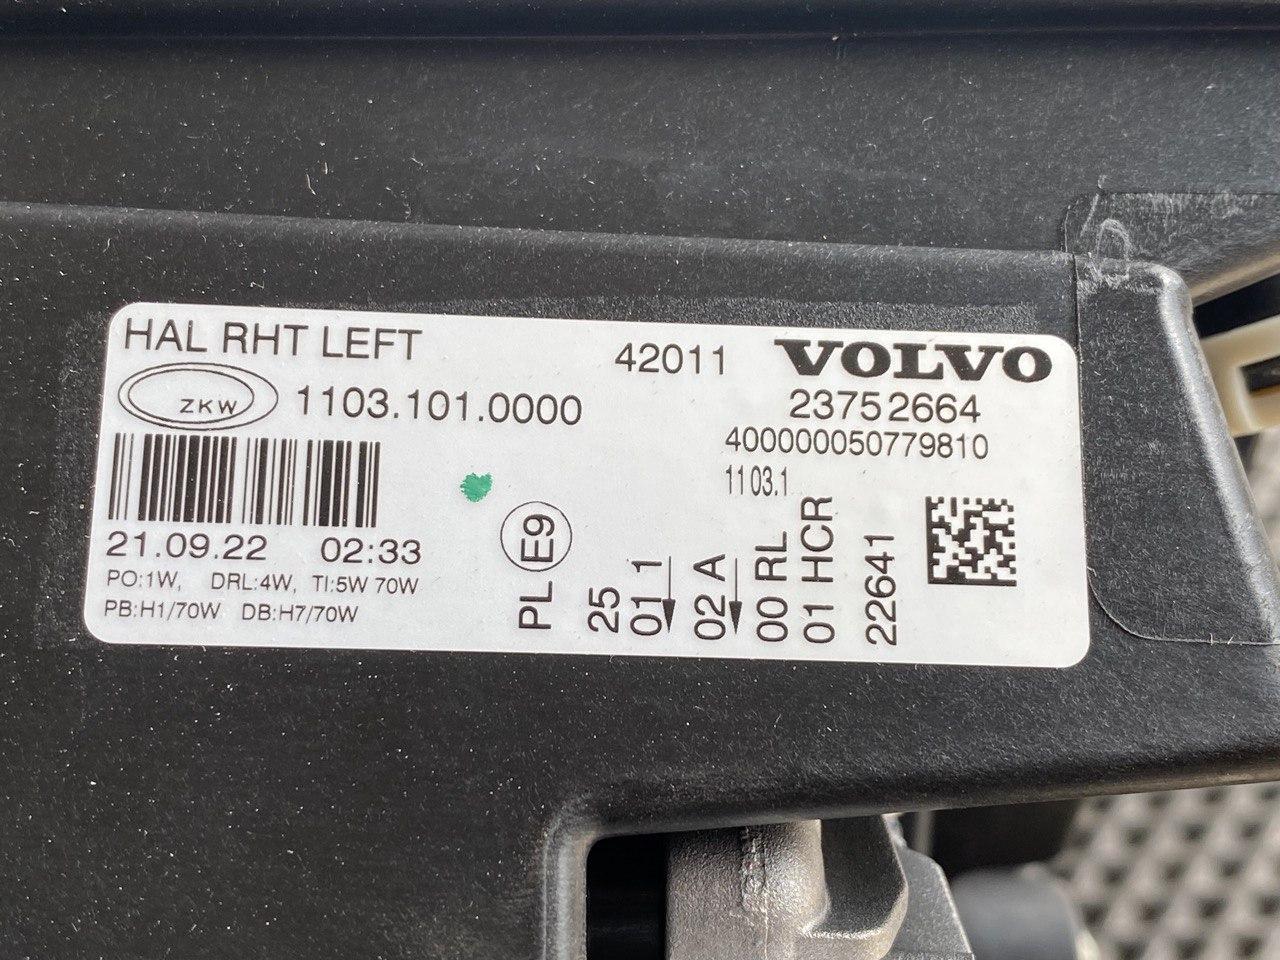 HAL RHT LEFT
42011
VOLVO
ZKW
1103.101.0000
23752664
400000050779810
1103.1
21.09.22 02:33
PO:1W, DRL:4W, TI:5W 70W
PB:H1/70W DB:H7/70W
PL E9
25
01 1
02 A
00 RL
01 HCR
22641